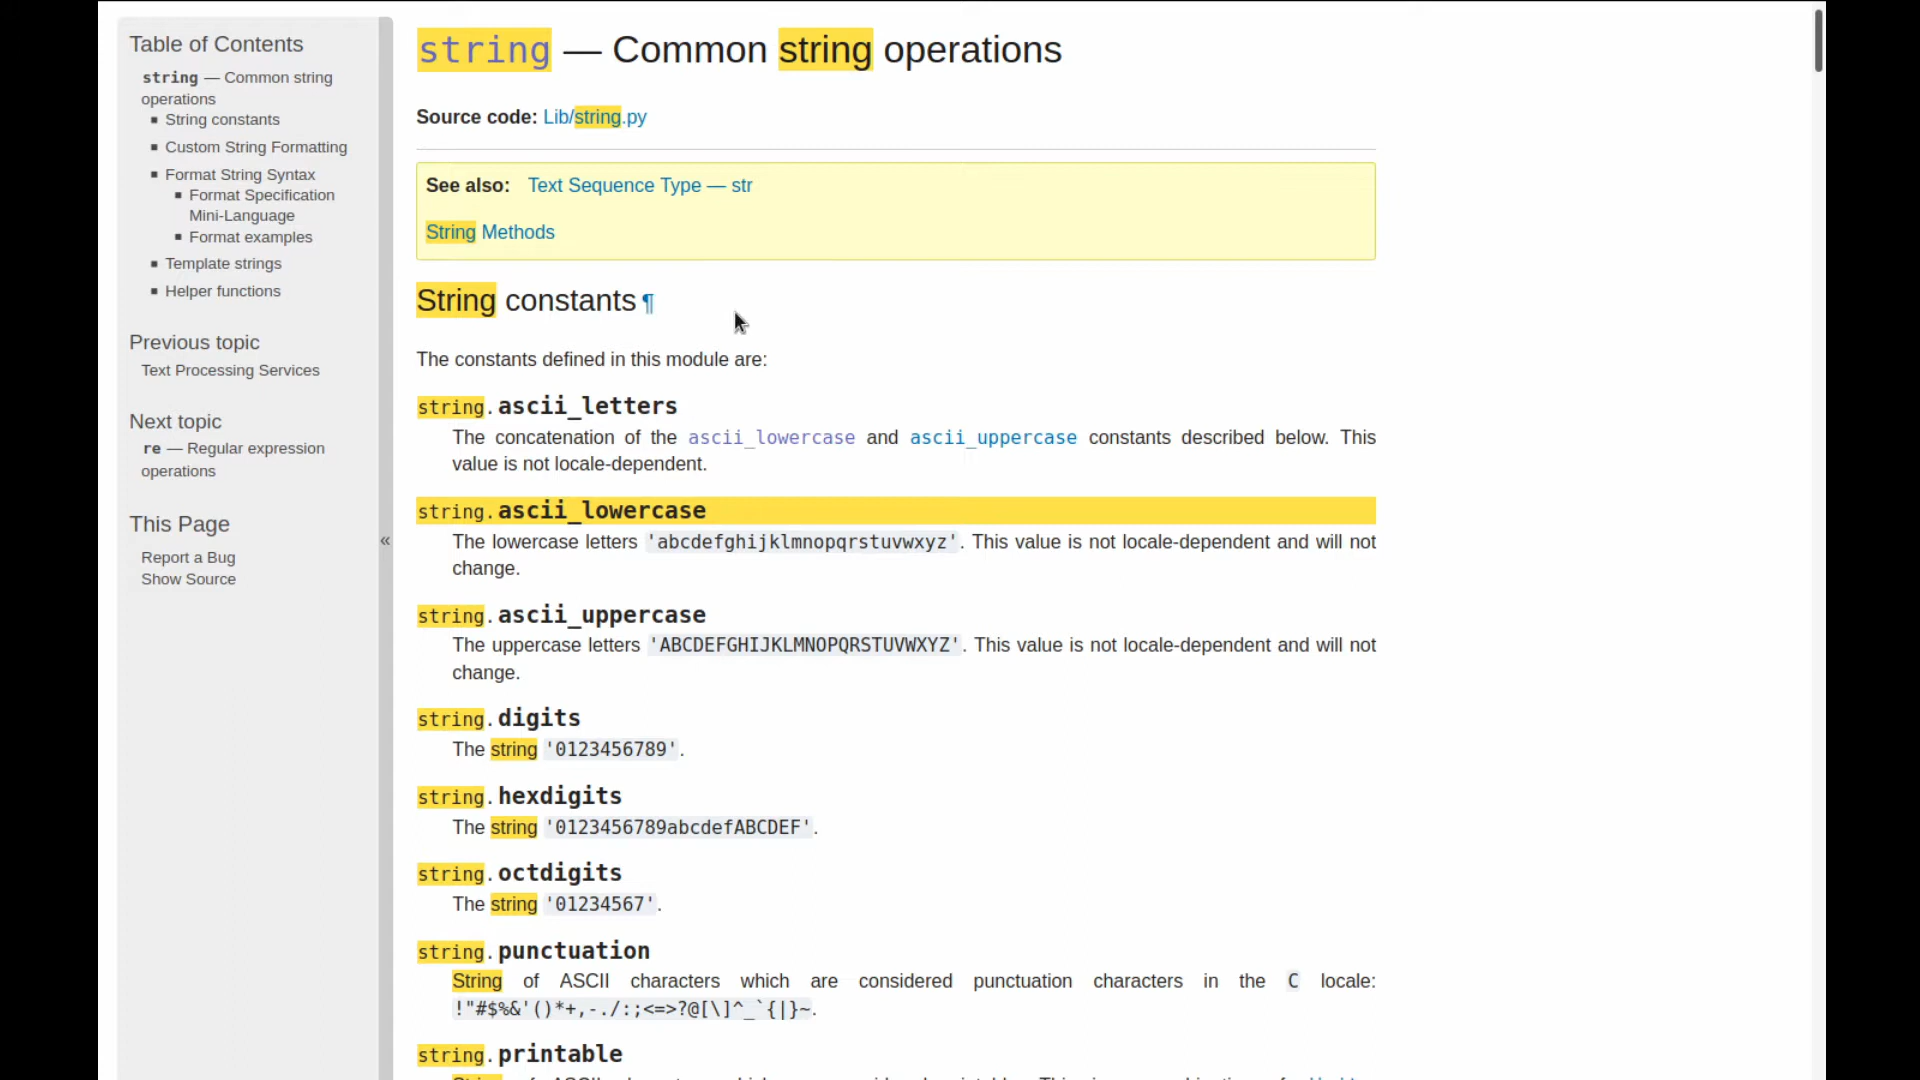 Table of Contents
string — Common string
operations
String constants
Custom String Formatting
Format String Syntax
Format Specification
Mini-Language
Format examples
Template strings
Helper functions
Previous topic
Text Processing Services
Next topic
re — Regular expression
operations
This Page
Report a Bug
Show Source
«
string — Common string operations
Source code: Lib/string.py
See also: Text Sequence Type — str
String Methods
String constants¶
The constants defined in this module are:
string.ascii_letters
The concatenation of the ascii_lowercase and ascii_uppercase constants described below. This
value is not locale-dependent.
string.ascii_lowercase
The lowercase letters 'abcdefghijklmnopqrstuvwxyz'. This value is not locale-dependent and will not
change.
string.ascii_uppercase
The uppercase letters 'ABCDEFGHIJKLMNOPQRSTUVWXYZ'. This value is not locale-dependent and will not
change.
string.digits
The string '0123456789'.
string.hexdigits
The string '0123456789abcdefABCDEF'.
string.octdigits
The string '01234567'.
string.punctuation
String of ASCII characters which are considered punctuation characters in the C locale:
!"#$%&'()*+,-./:;<=>?@[\]^_`{|}~.
string.printable